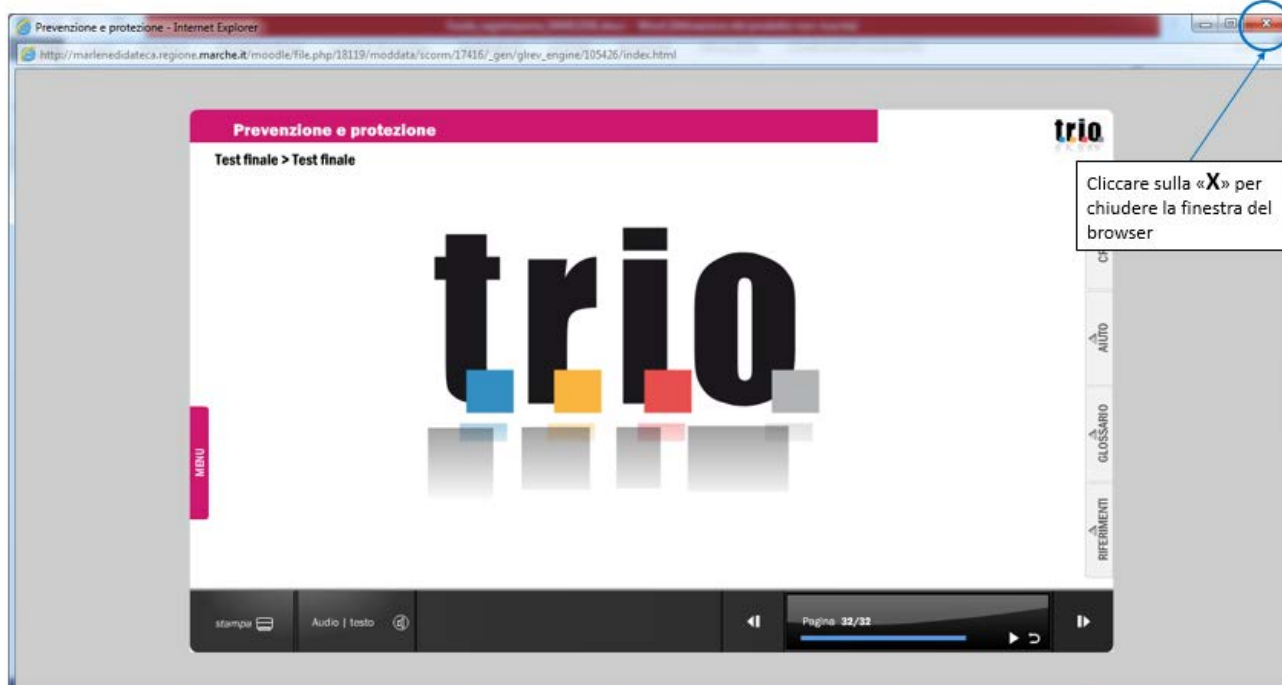 Prevenzione e protezione - Internet Explorer
http://marlenedidateca.regione.marche.it/moodle/file.php/18119/moddata/scorm/17416/_gen/glrev_engine/105426/index.html
Prevenzione e protezione
trio
Test finale > Test finale
Cliccare sulla «X» per
chiudere la finestra del
browser
trio
AIUTO
GLOSSARIO
RIFERIMENTI
MENU
stampa
Audio | testo
Pagina 32/32